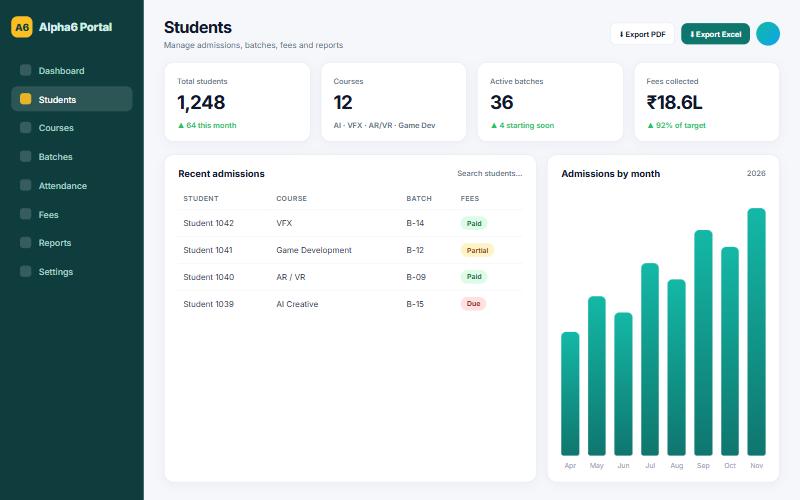 A6 Alpha6 Portal
Dashboard
Students
Courses
Batches
Attendance
Fees
Reports
Settings
Students
Manage admissions, batches, fees and reports
⬇ Export PDF
⬇ Export Excel
Total students
1,248
▲ 64 this month
Courses
12
AI · VFX · AR/VR · Game Dev
Active batches
36
▲ 4 starting soon
Fees collected
₹18.6L
▲ 92% of target
Recent admissions
Search students...
STUDENT COURSE BATCH FEES
Student 1042 VFX B-14 Paid
Student 1041 Game Development B-12 Partial
Student 1040 AR / VR B-09 Paid
Student 1039 AI Creative B-15 Due
Admissions by month
2026
Apr May Jun Jul Aug Sep Oct Nov